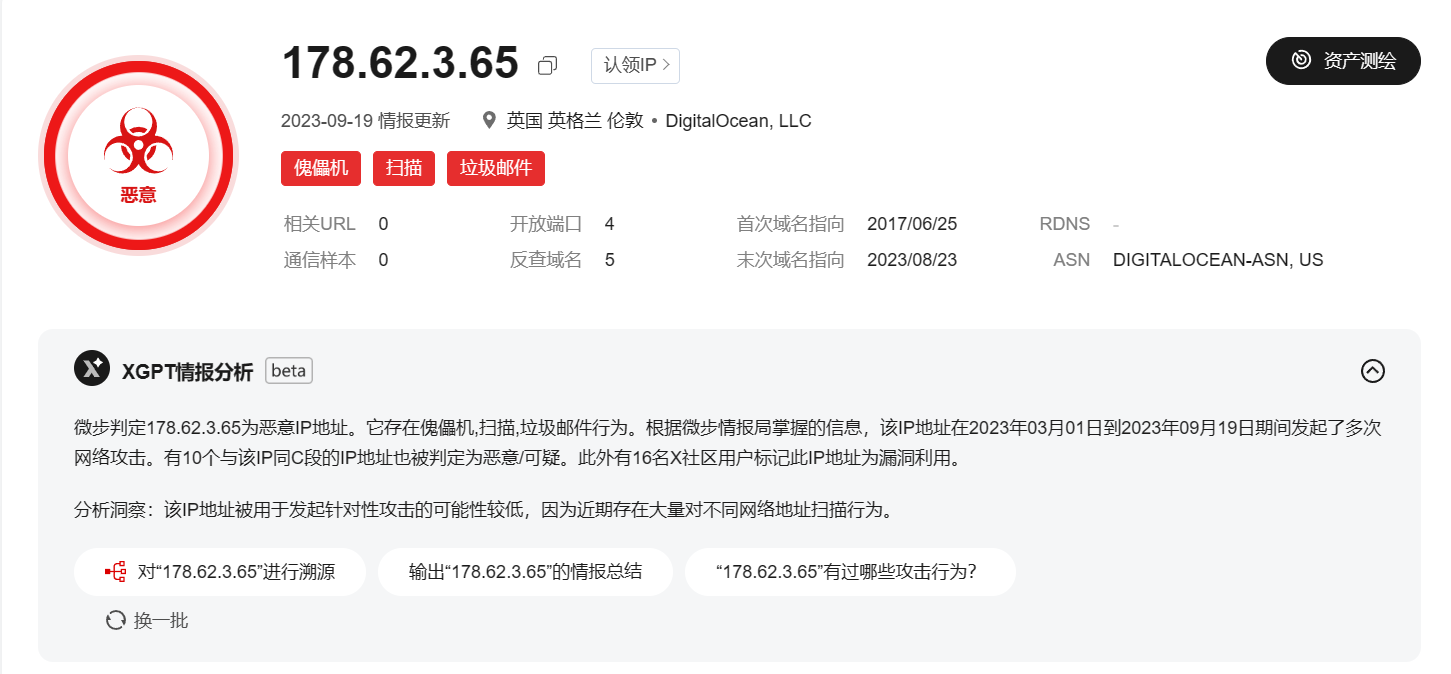 178.62.3.65 认领IP
资产测绘
恶意
2023-09-19 情报更新 英国 英格兰 伦敦 • DigitalOcean, LLC
傀儡机 扫描 垃圾邮件
相关URL 0 开放端口 4 首次域名指向 2017/06/25 RDNS -
通信样本 0 反查域名 5 末次域名指向 2023/08/23 ASN DIGITALOCEAN-ASN, US
XGPT情报分析 beta
微步判定178.62.3.65为恶意IP地址。它存在傀儡机,扫描,垃圾邮件行为。根据微步情报局掌握的信息，该IP地址在2023年03月01日到2023年09月19日期间发起了多次
网络攻击。有10个与该IP同C段的IP地址也被判定为恶意/可疑。此外有16名X社区用户标记此IP地址为漏洞利用。
分析洞察：该IP地址被用于发起针对性攻击的可能性较低，因为近期存在大量对不同网络地址扫描行为。
对“178.62.3.65”进行溯源 输出“178.62.3.65”的情报总结 “178.62.3.65”有过哪些攻击行为？
换一批